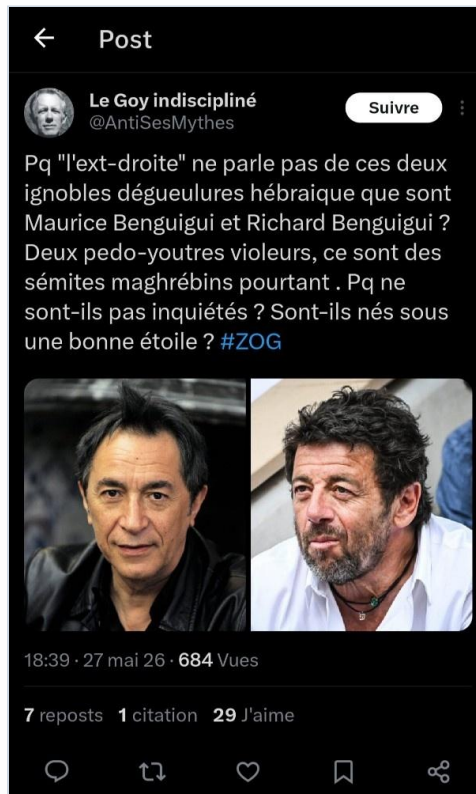 Post
Le Goy indiscipliné
@AntiSesMythes
Suivre
Pq "l'ext-droite" ne parle pas de ces deux
ignobles dégueulures hébraique que sont
Maurice Benguigui et Richard Benguigui ?
Deux pedo-youtres violeurs, ce sont des
sémites maghrébins pourtant . Pq ne
sont-ils pas inquiétés ? Sont-ils nés sous
une bonne étoile ? #ZOG
18:39 · 27 mai 26 · 684 Vues
7 reposts 1 citation 29 J'aime